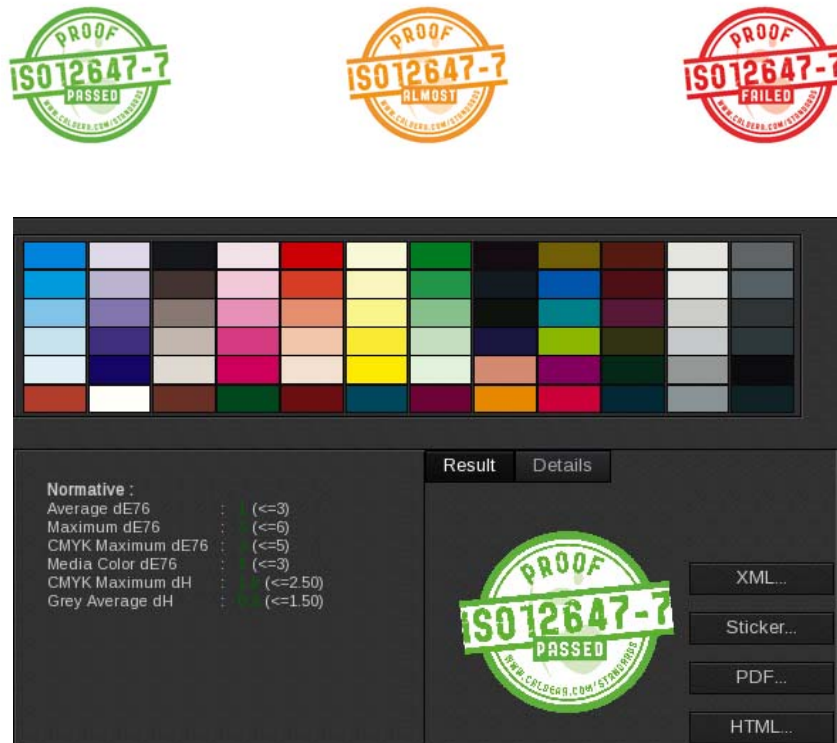 PROOF
ISO12647-7
PASSED
WWW.CALDERA.COM/STANDARDS
PROOF
ISO12647-7
ALMOST
WWW.CALDERA.COM/STANDARDS
PROOF
ISO12647-7
FAILED
WWW.CALDERA.COM/STANDARDS
Result Details
Normative :
Average dE76 : (<=3)
Maximum dE76 : (<=6)
CMYK Maximum dE76 : (<=5)
Media Color dE76 : (<=3)
CMYK Maximum dH : (<=2.50)
Grey Average dH : (<=1.50)
PROOF
ISO12647-7
PASSED
WWW.CALDERA.COM/STANDARDS
XML...
Sticker...
PDF...
HTML...